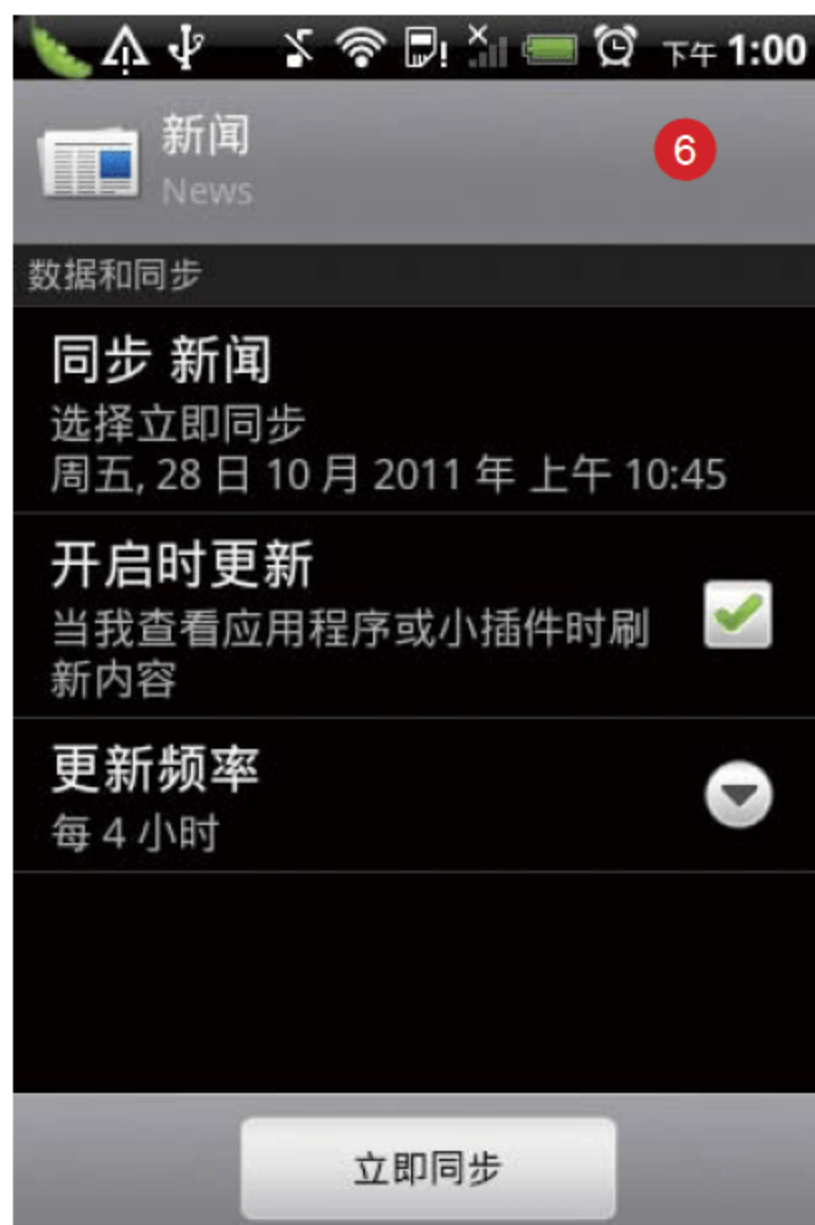 下午 1:00
新闻
6
News
数据和同步
同步 新闻
选择立即同步
周五, 28 日 10 月 2011 年 上午 10:45
开启时更新
当我查看应用程序或小插件时刷
新内容
更新频率
每 4 小时
立即同步